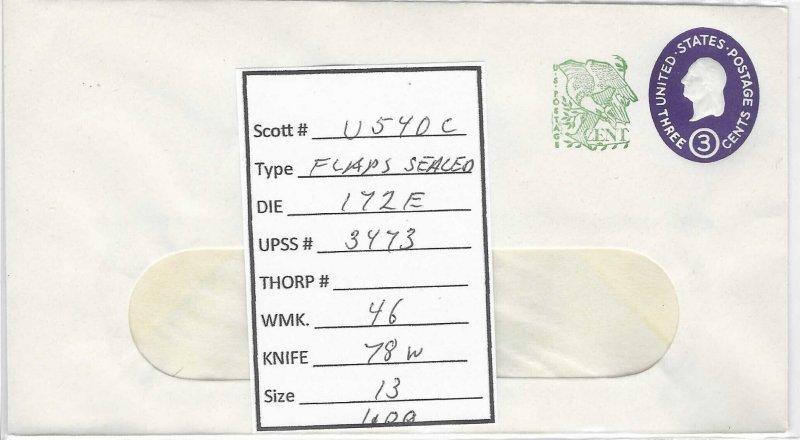 U.S. POSTAGE
CENT
UNITED · STATES · POSTAGE
THREE 3 CENTS
Scott # U540C
Type FLAPS SEALED
DIE 172E
UPSS # 3473
THORP #
WMK. 46
KNIFE 78W
Size 13